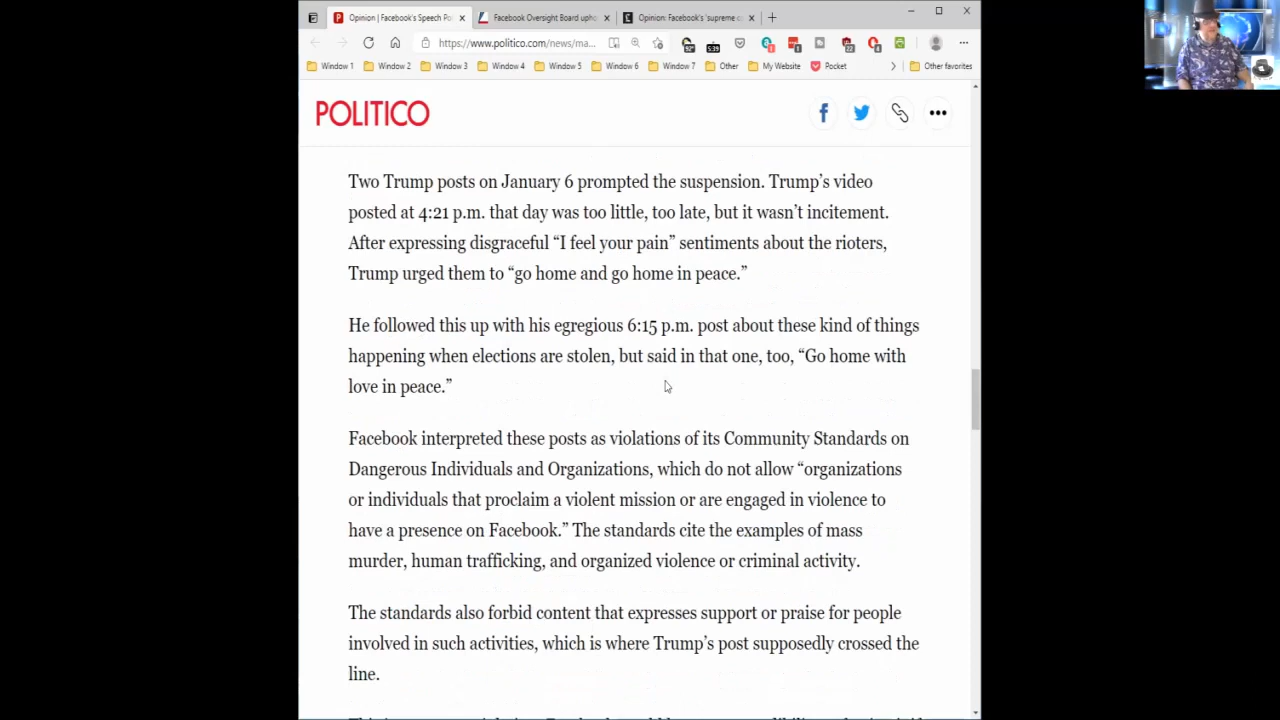 Opinion | Facebook's Speech Po
Facebook Oversight Board upho
Opinion: Facebook's 'supreme c
https://www.politico.com/news/ma...
Window 1
Window 2
Window 3
Window 4
Window 5
Window 6
Window 7
Other
My Website
Pocket
Other favorites
POLITICO
Two Trump posts on January 6 prompted the suspension. Trump’s video
posted at 4:21 p.m. that day was too little, too late, but it wasn’t incitement.
After expressing disgraceful “I feel your pain” sentiments about the rioters,
Trump urged them to “go home and go home in peace.”
He followed this up with his egregious 6:15 p.m. post about these kind of things
happening when elections are stolen, but said in that one, too, “Go home with
love in peace.”
Facebook interpreted these posts as violations of its Community Standards on
Dangerous Individuals and Organizations, which do not allow “organizations
or individuals that proclaim a violent mission or are engaged in violence to
have a presence on Facebook.” The standards cite the examples of mass
murder, human trafficking, and organized violence or criminal activity.
The standards also forbid content that expresses support or praise for people
involved in such activities, which is where Trump’s post supposedly crossed the
line.